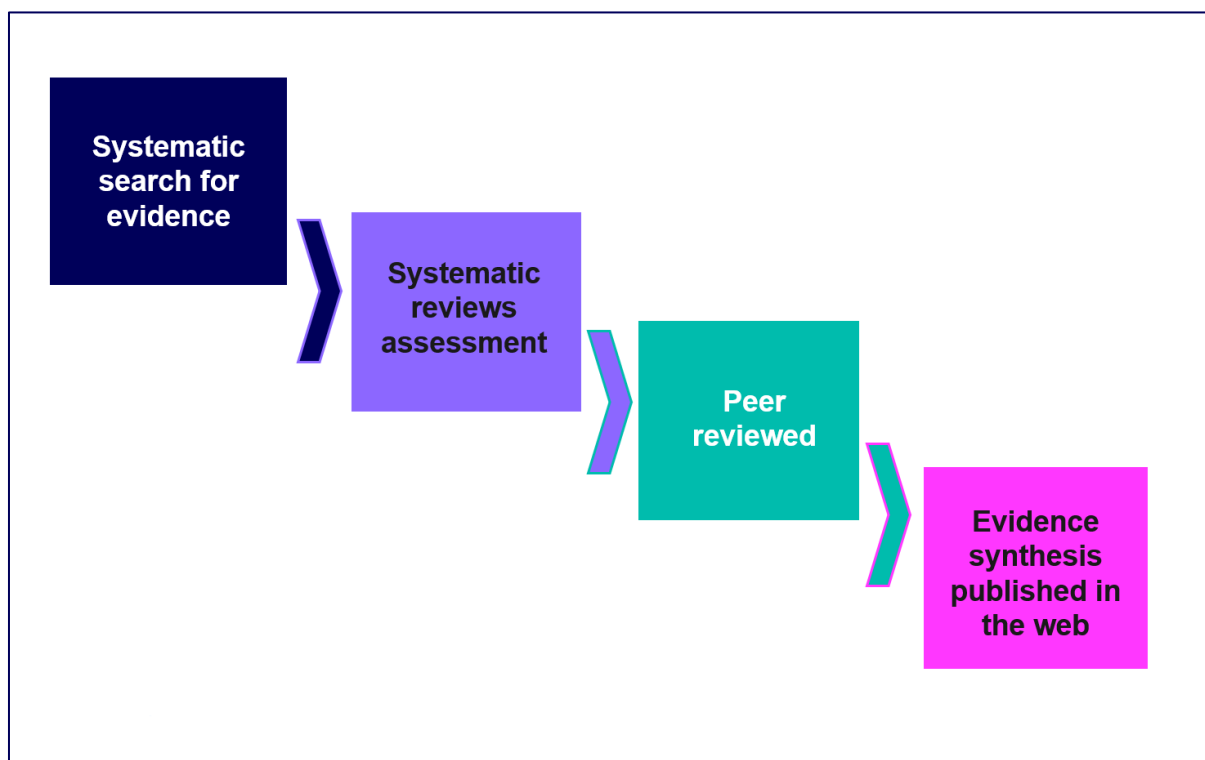 Systematic
search for
evidence
Systematic
reviews
assessment
Peer
reviewed
Evidence
synthesis
published in
the web